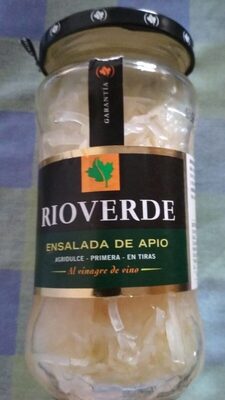 GARANTÍA
RIOVERDE
ENSALADA DE APIO
AGRIDULCE - PRIMERA - EN TIRAS
Al vinagre de vino